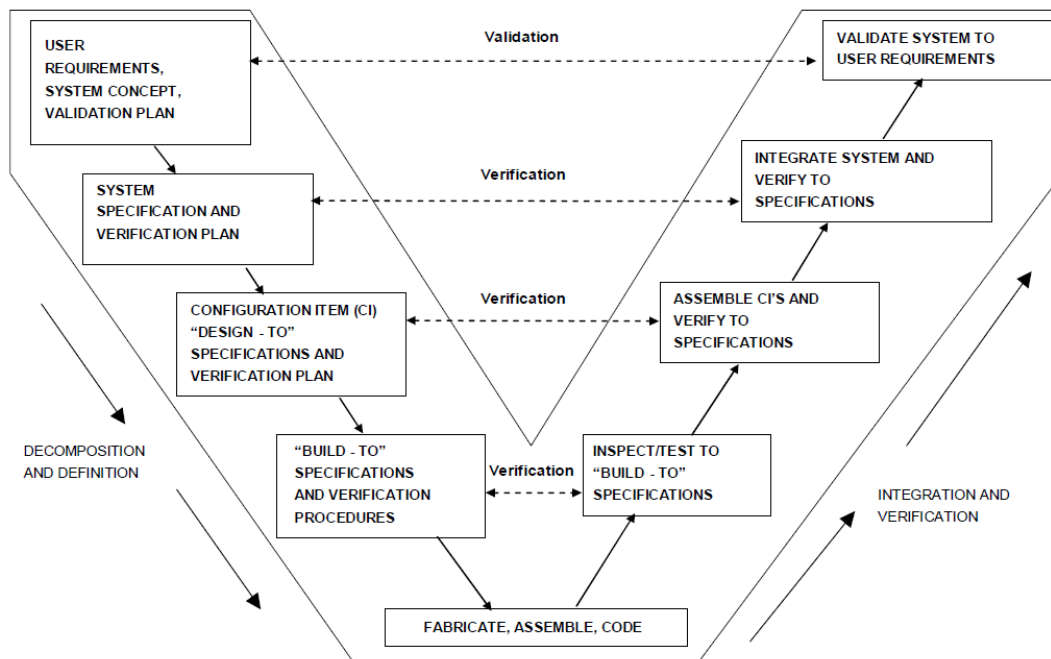 USER
REQUIREMENTS,
SYSTEM CONCEPT,
VALIDATION PLAN
Validation
VALIDATE SYSTEM TO
USER REQUIREMENTS
SYSTEM
SPECIFICATION AND
VERIFICATION PLAN
Verification
INTEGRATE SYSTEM AND
VERIFY TO
SPECIFICATIONS
CONFIGURATION ITEM (CI)
“DESIGN - TO”
SPECIFICATIONS AND
VERIFICATION PLAN
Verification
ASSEMBLE CI’S AND
VERIFY TO
SPECIFICATIONS
DECOMPOSITION
AND DEFINITION
“BUILD - TO”
SPECIFICATIONS
AND VERIFICATION
PROCEDURES
Verification
INSPECT/TEST TO
“BUILD - TO”
SPECIFICATIONS
INTEGRATION AND
VERIFICATION
FABRICATE, ASSEMBLE, CODE